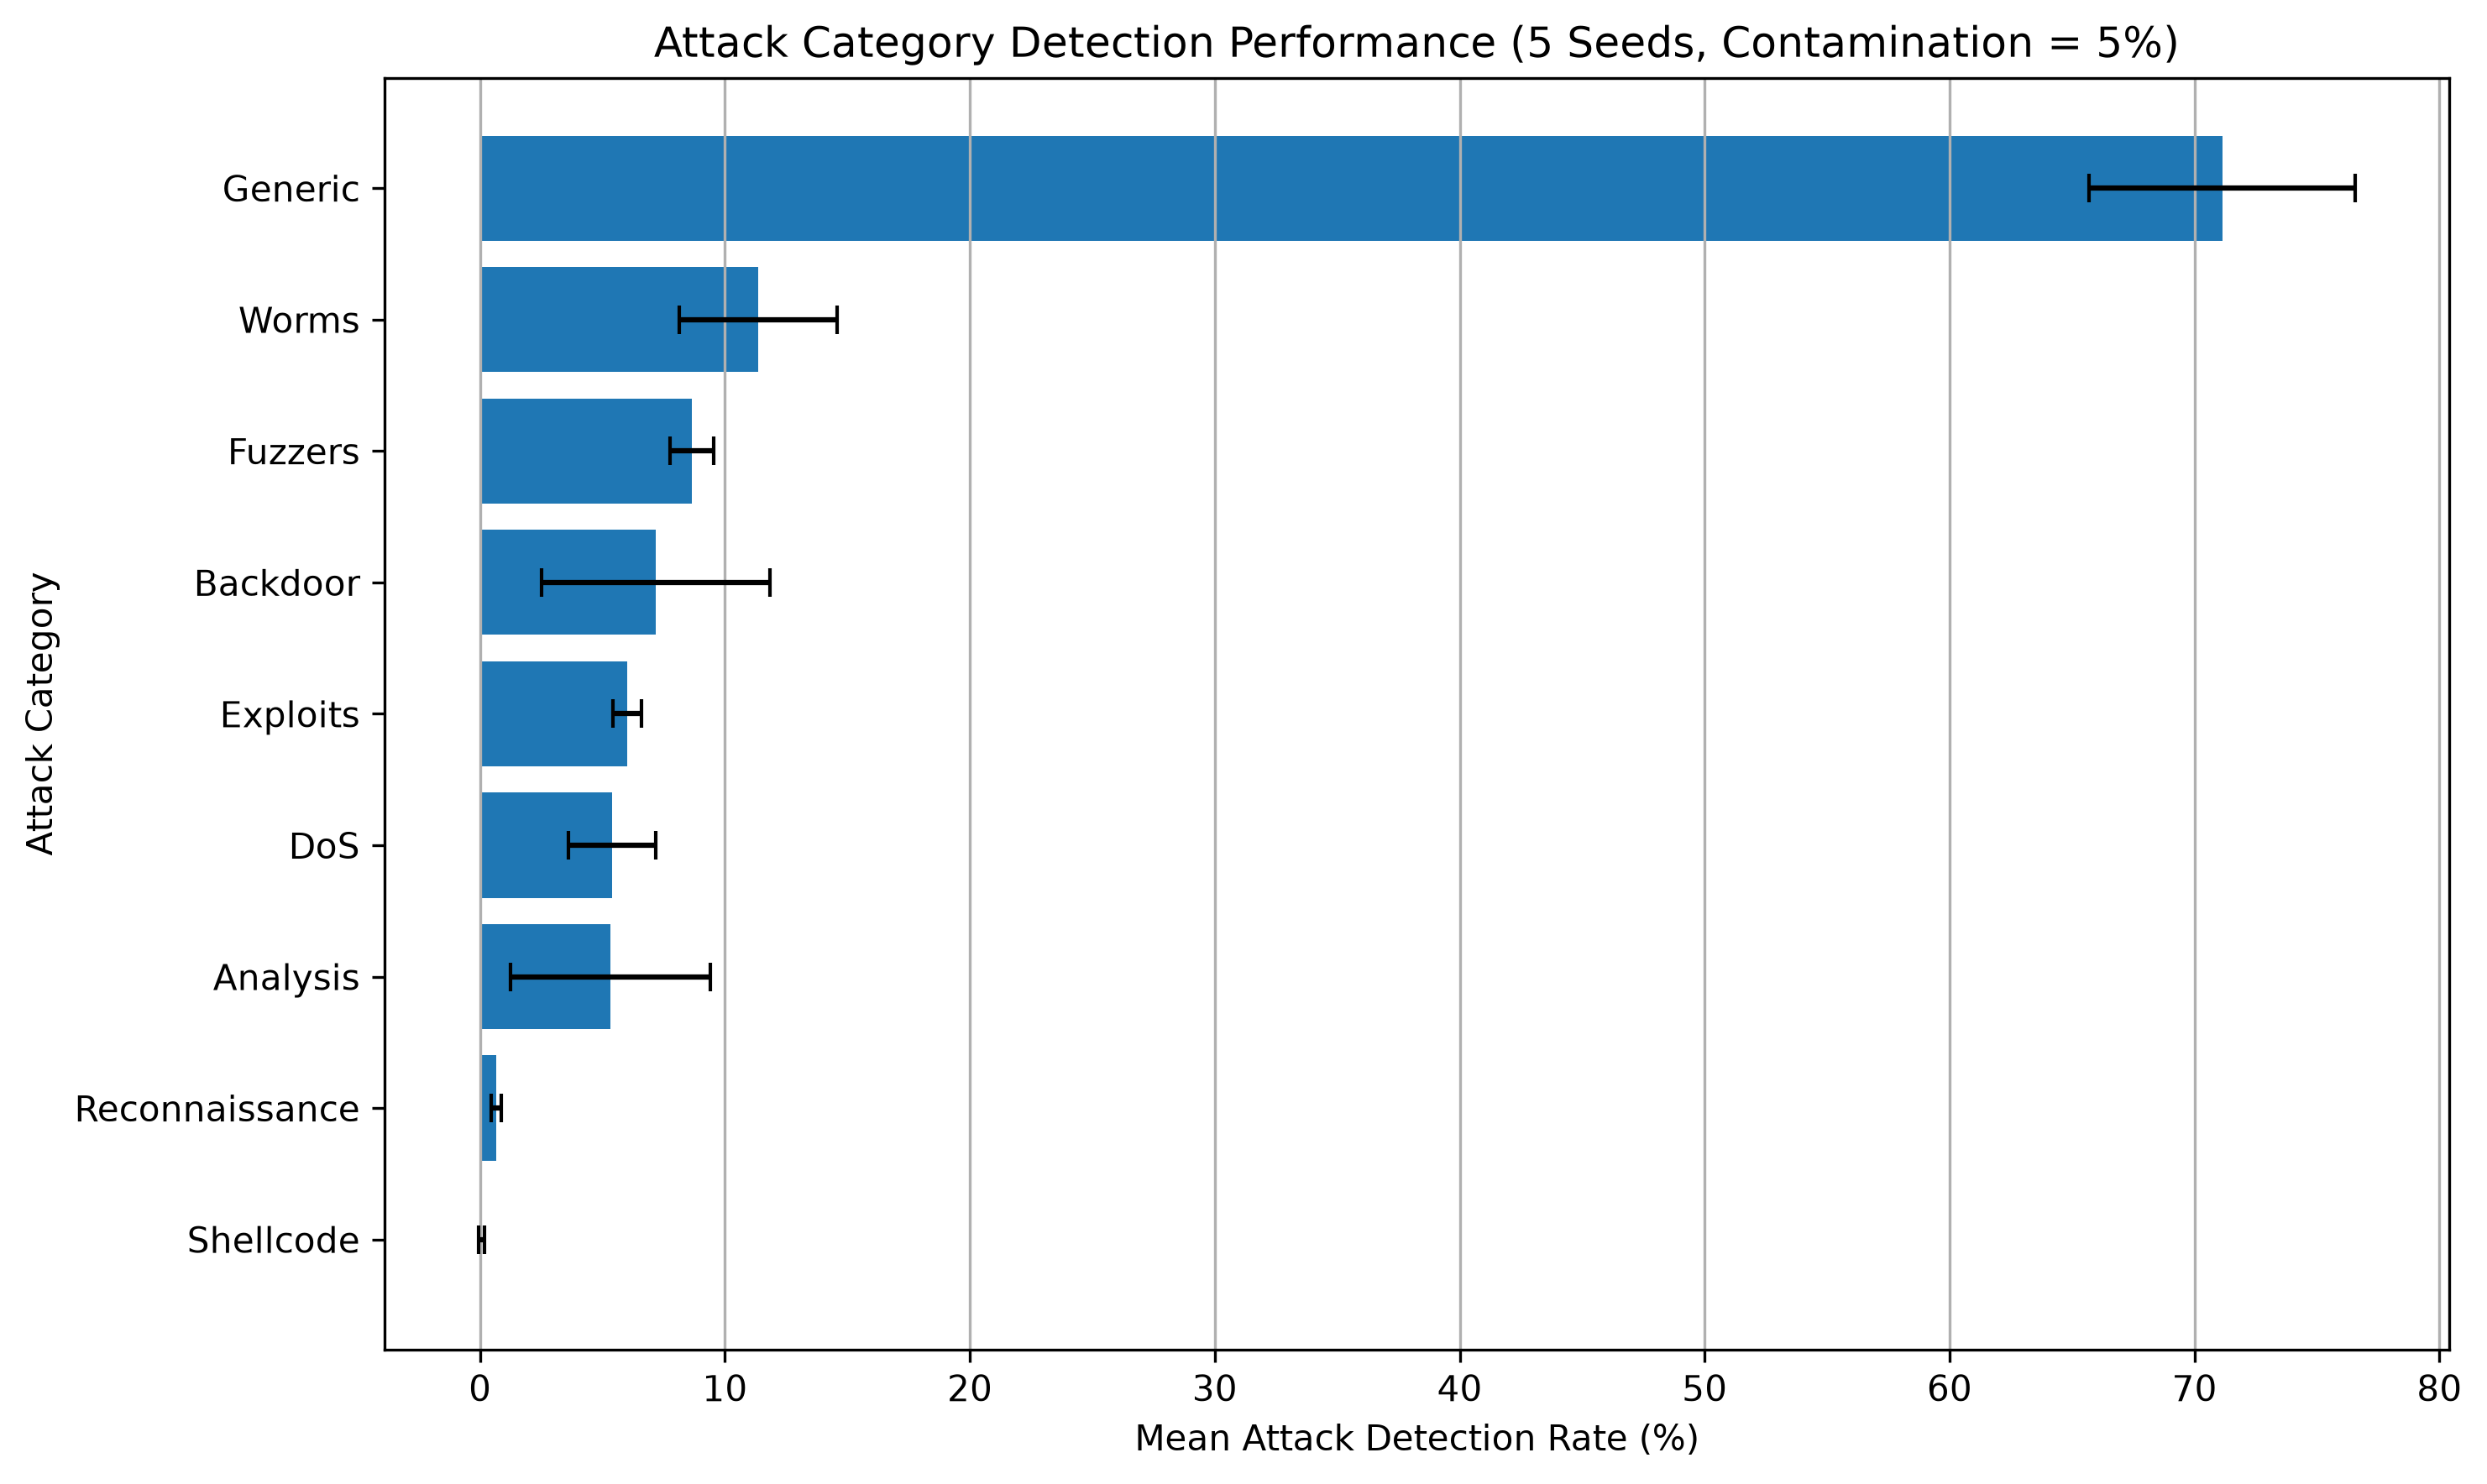 Attack Category Detection Performance (5 Seeds, Contamination = 5%)
Attack Category
Generic
Worms
Fuzzers
Backdoor
Exploits
DoS
Analysis
Reconnaissance
Shellcode
0 10 20 30 40 50 60 70 80
Mean Attack Detection Rate (%)